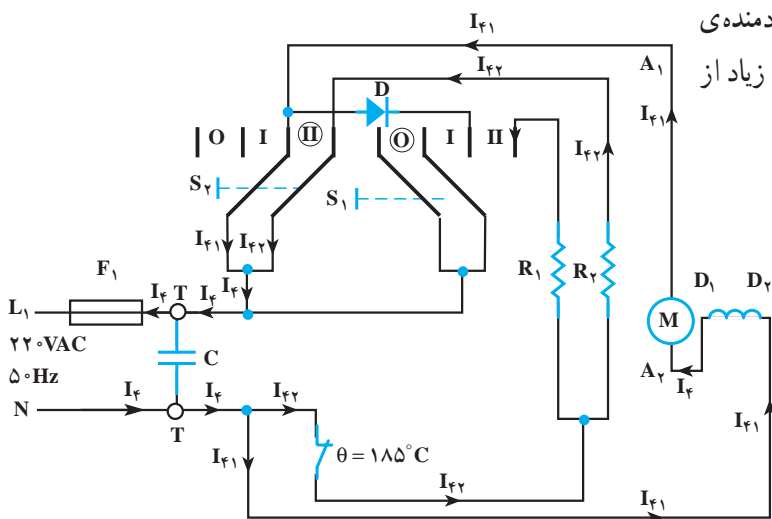 دمنده‌ی
زیاد از
I۴۱
A۱
I۴۲
D
I۴۱
O I II O I II
I۴۲
S۲
S۱
I۴۱ I۴۲
R۱ R۲
F۱
I۴
D۱ D۲
L۱
I۴ T I۴
M
۲۲۰VAC
C
A۲
I۴
۵۰Hz
I۴ I۴ I۴۲
N
I۴۱
T
I۴۱
θ = ۱۸۵°C
I۴۲
I۴۱ I۴۱